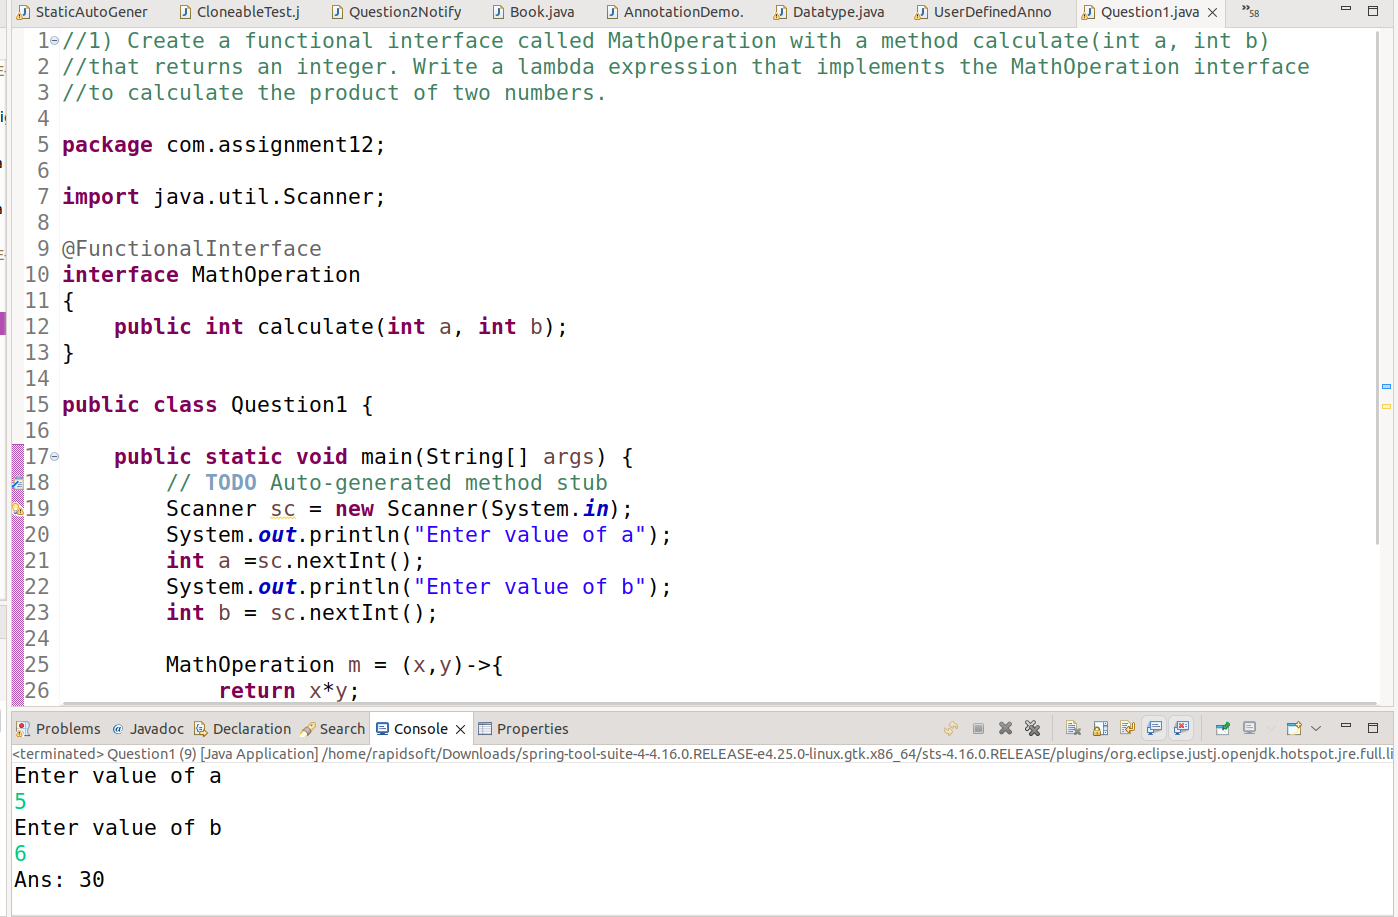 StaticAutoGener CloneableTest.j Question2Notify Book.java AnnotationDemo. Datatype.java UserDefinedAnno Question1.java »58
1 //1) Create a functional interface called MathOperation with a method calculate(int a, int b)
2 //that returns an integer. Write a lambda expression that implements the MathOperation interface
3 //to calculate the product of two numbers.
4
5 package com.assignment12;
6
7 import java.util.Scanner;
8
9 @FunctionalInterface
10 interface MathOperation
11 {
12 public int calculate(int a, int b);
13 }
14
15 public class Question1 {
16
17 public static void main(String[] args) {
18 // TODO Auto-generated method stub
19 Scanner sc = new Scanner(System.in);
20 System.out.println("Enter value of a");
21 int a =sc.nextInt();
22 System.out.println("Enter value of b");
23 int b = sc.nextInt();
24
25 MathOperation m = (x,y)->{
26 return x*y;
Problems @ Javadoc Declaration Search Console Properties
<terminated> Question1 (9) [Java Application] /home/rapidsoft/Downloads/spring-tool-suite-4-4.16.0.RELEASE-e4.25.0-linux.gtk.x86_64/sts-4.16.0.RELEASE/plugins/org.eclipse.justj.openjdk.hotspot.jre.full.li
Enter value of a
5
Enter value of b
6
Ans: 30